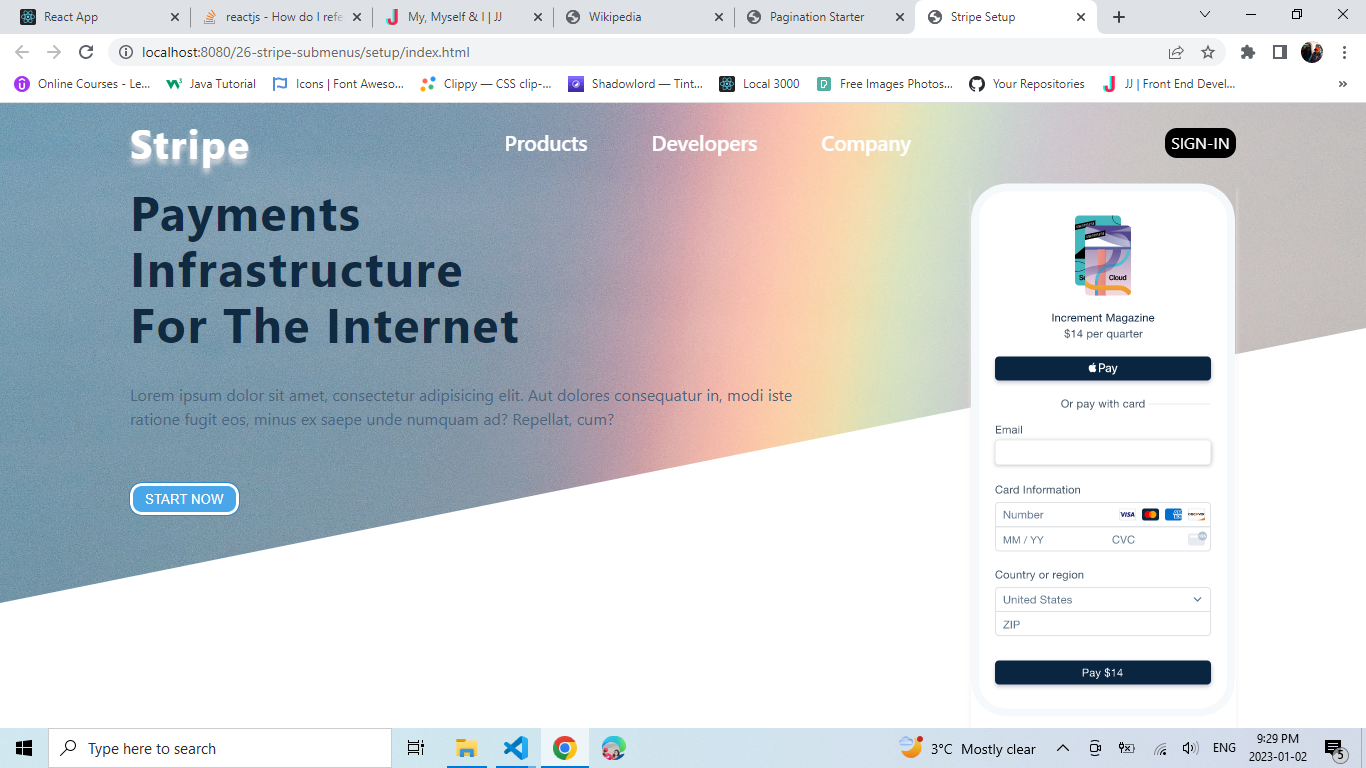 React App
reactjs - How do I refe
My, Myself & I | JJ
Wikipedia
Pagination Starter
Stripe Setup
localhost:8080/26-stripe-submenus/setup/index.html
Online Courses - Le...
Java Tutorial
Icons | Font Aweso...
Clippy — CSS clip-...
Shadowlord — Tint...
Local 3000
Free Images Photos...
Your Repositories
JJ | Front End Devel...
Stripe
Products
Developers
Company
SIGN-IN
Payments
Infrastructure
For The Internet
Lorem ipsum dolor sit amet, consectetur adipisicing elit. Aut dolores consequatur in, modi iste
ratione fugit eos, minus ex saepe unde numquam ad? Repellat, cum?
START NOW
Cloud
Increment Magazine
$14 per quarter
Pay
Or pay with card
Email
Card Information
Number
VISA
DISCOVER
MM / YY
CVC
Country or region
United States
ZIP
Pay $14
Type here to search
3°C Mostly clear
ENG
9:29 PM
2023-01-02
5